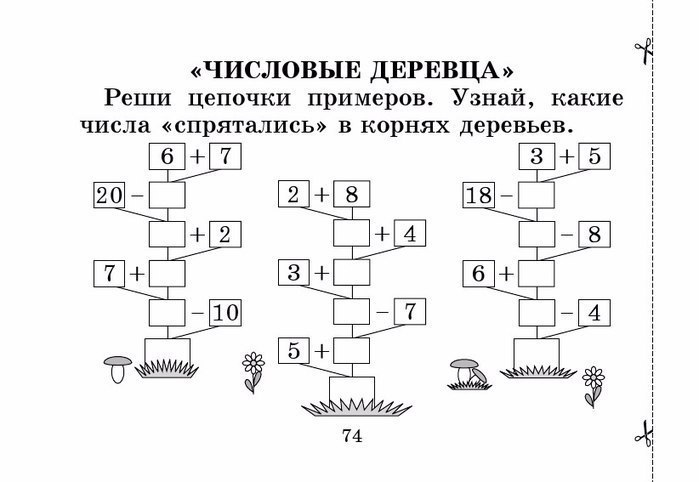 «ЧИСЛОВЫЕ ДЕРЕВЦА»
Реши цепочки примеров. Узнай, какие
числа «спрятались» в корнях деревьев.
6 + 7
20 –
+ 2
7 +
– 10
2 + 8
+ 4
3 +
– 7
5 +
3 + 5
18 –
– 8
6 +
– 4
74